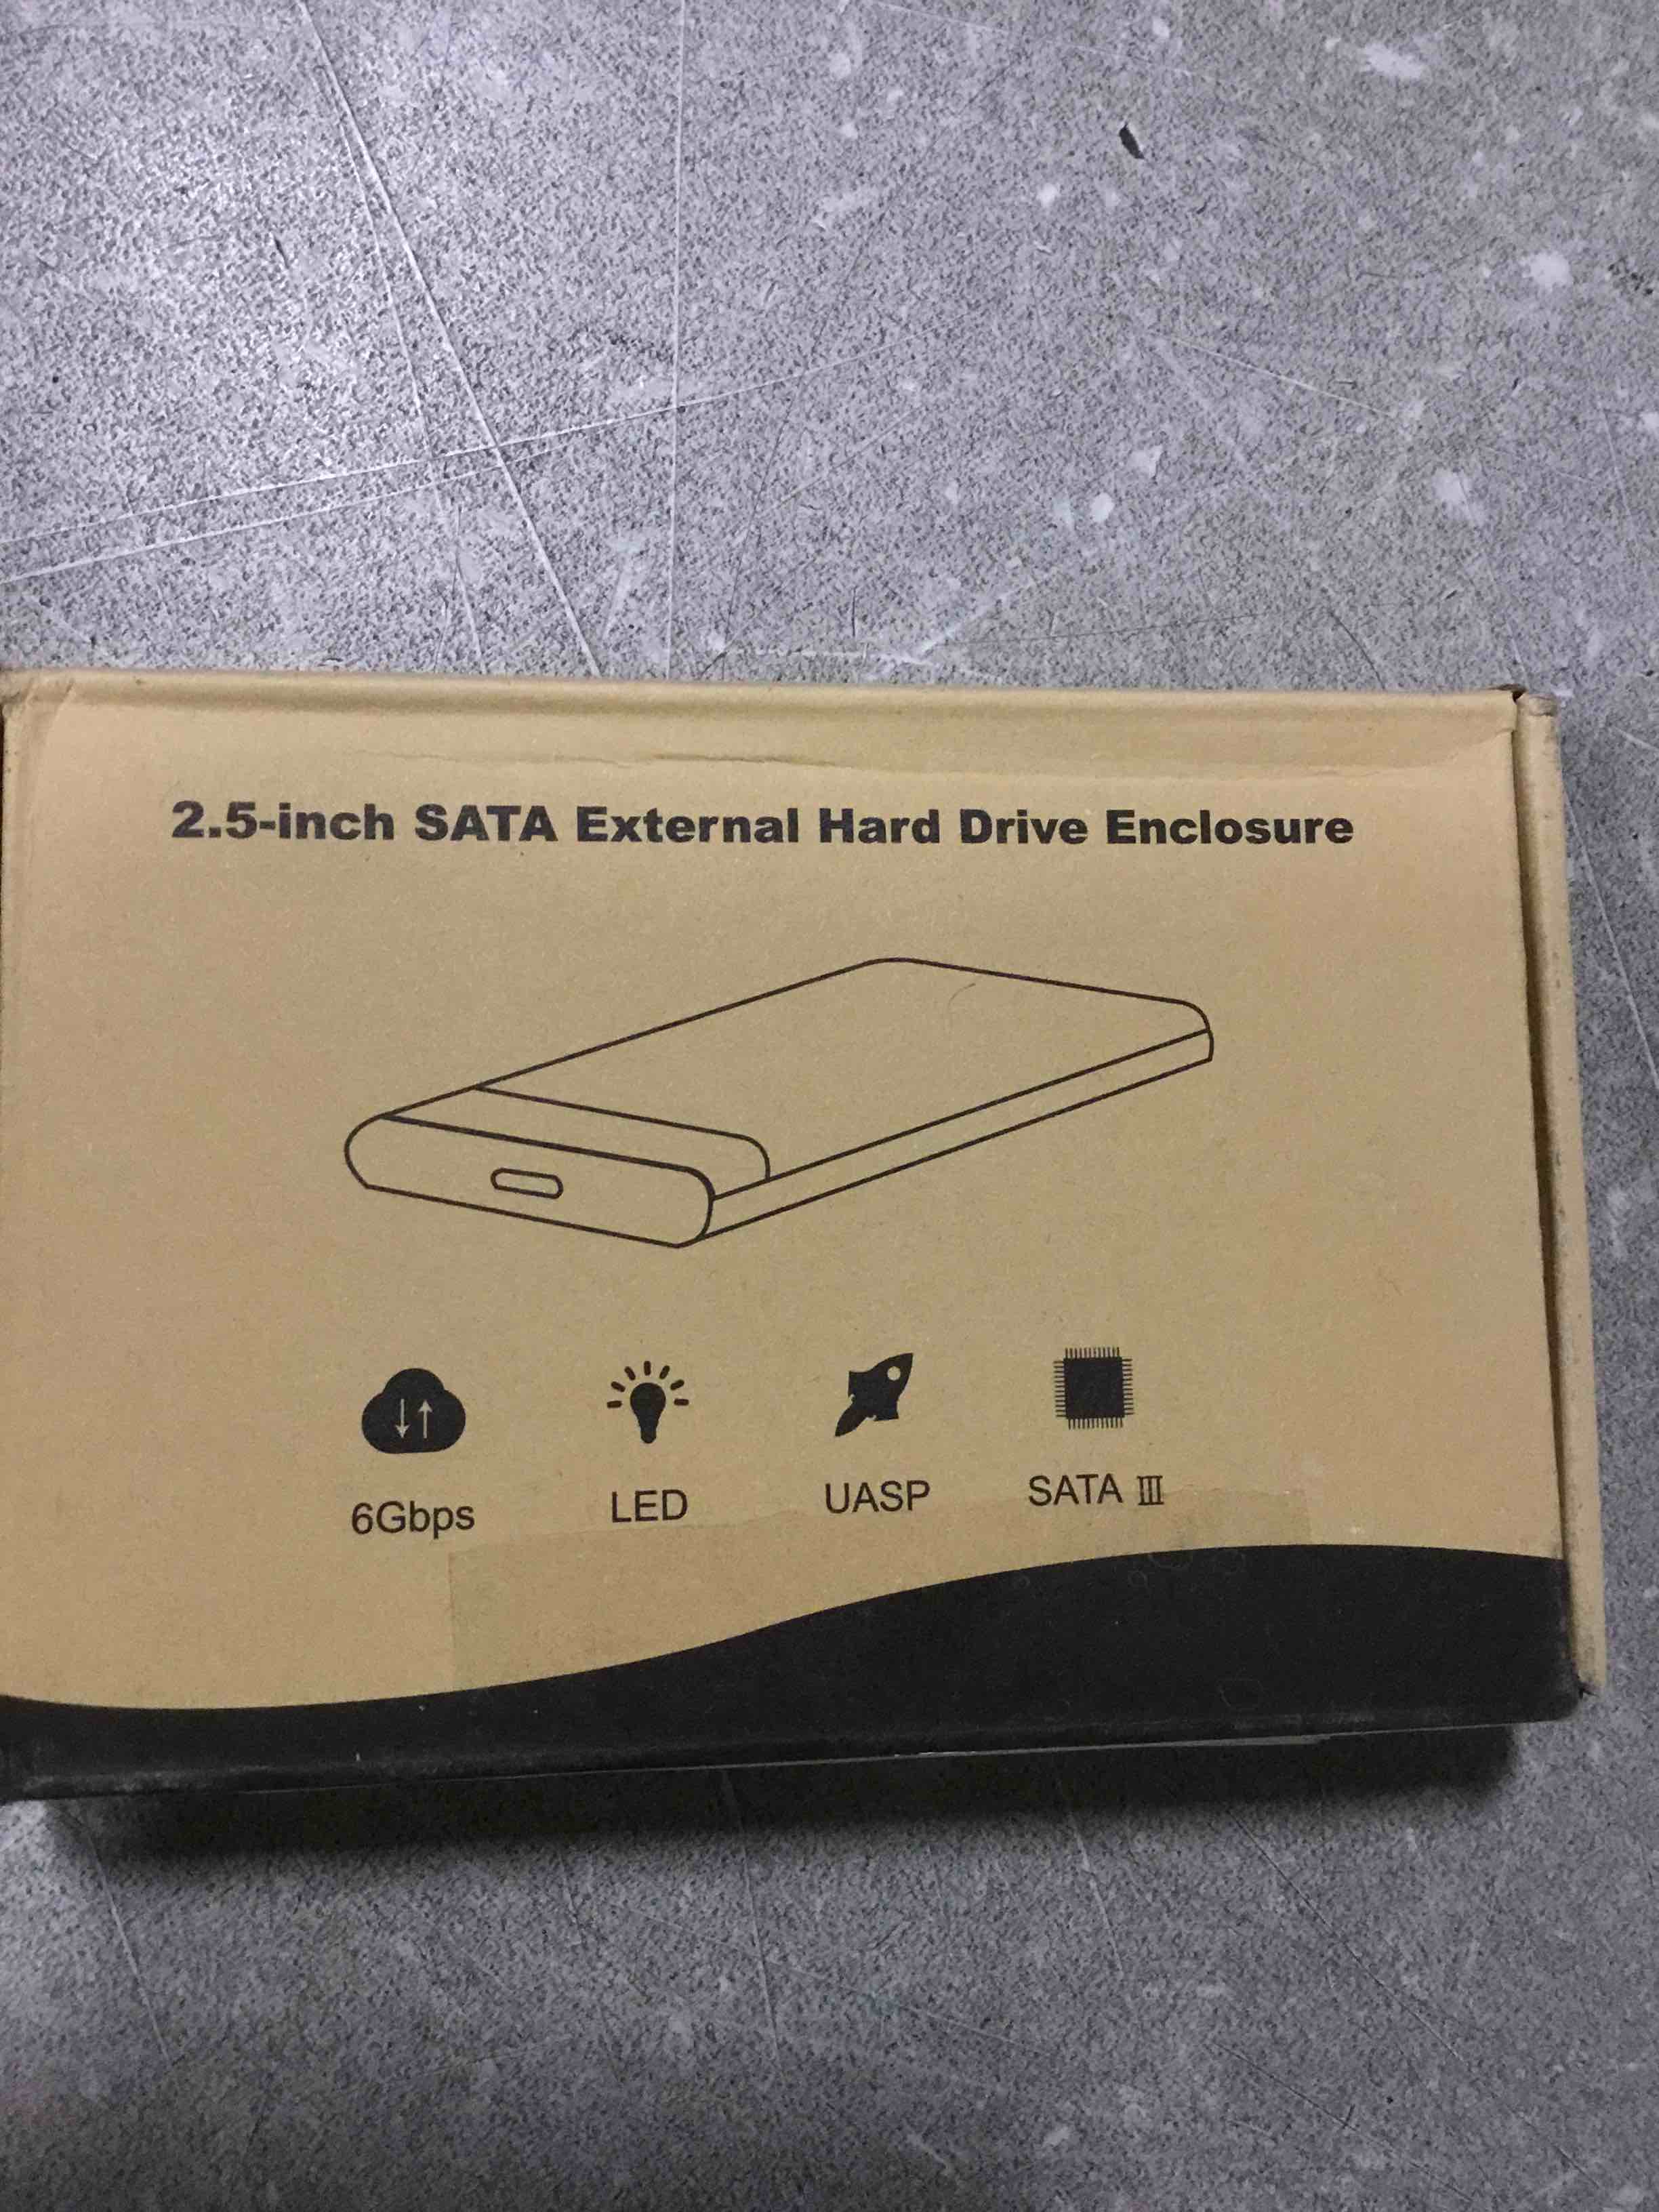 2.5-inch SATA External Hard Drive Enclosure
6Gbps LED UASP SATA Ⅲ